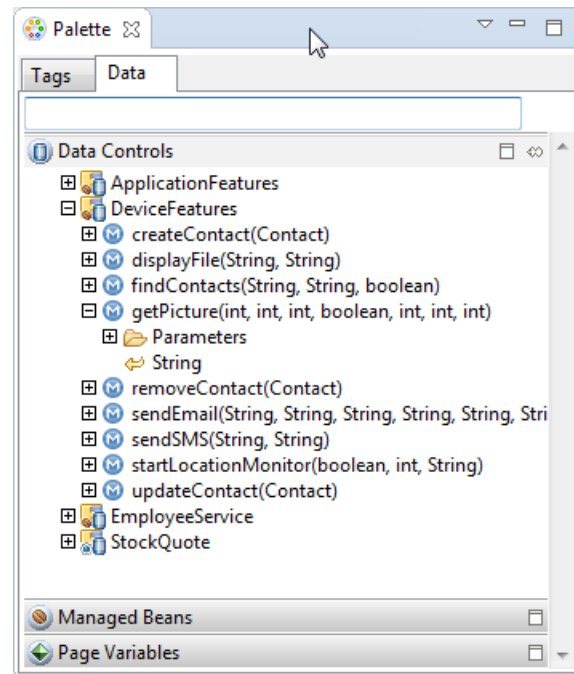 Palette
Tags Data
Data Controls
ApplicationFeatures
DeviceFeatures
createContact(Contact)
displayFile(String, String)
findContacts(String, String, boolean)
getPicture(int, int, int, boolean, int, int, int)
Parameters
String
removeContact(Contact)
sendEmail(String, String, String, String, String, Stri
sendSMS(String, String)
startLocationMonitor(boolean, int, String)
updateContact(Contact)
EmployeeService
StockQuote
Managed Beans
Page Variables